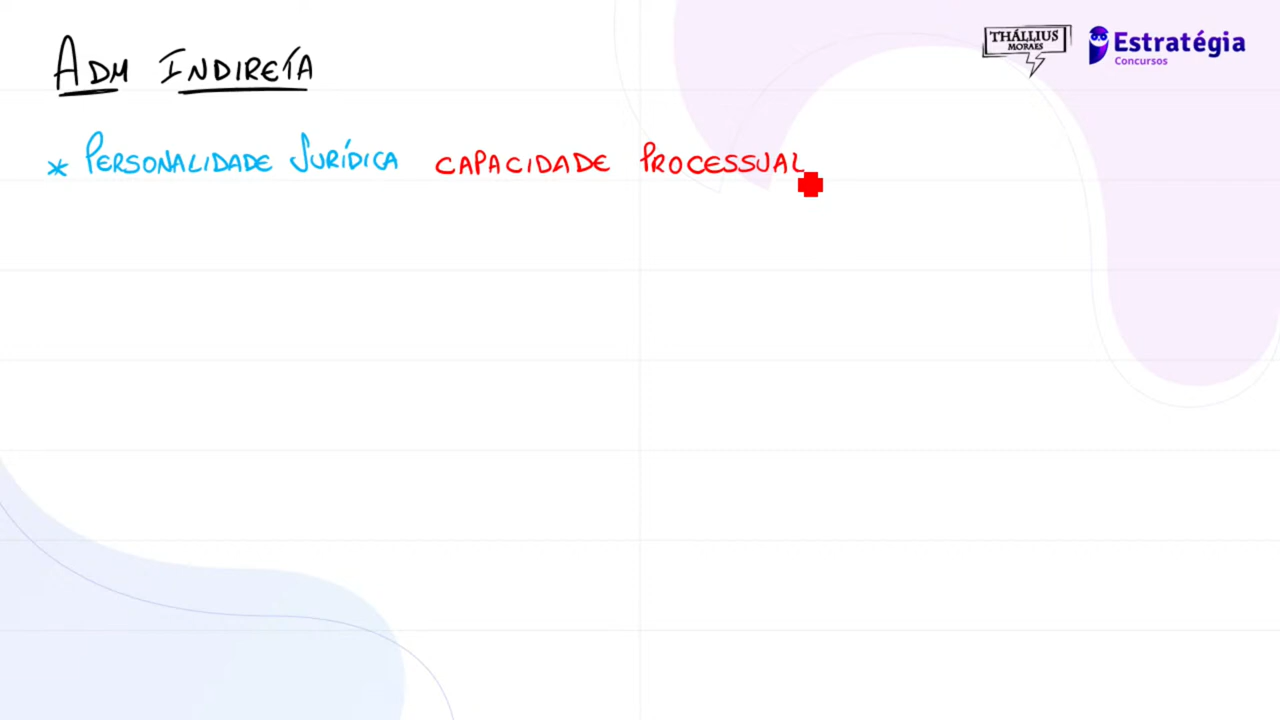 THÁLLIUS
MORAES
Estratégia
Concursos
ADM INDIRETA
* PERSONALIDADE JURÍDICA CAPACIDADE PROCESSUAL